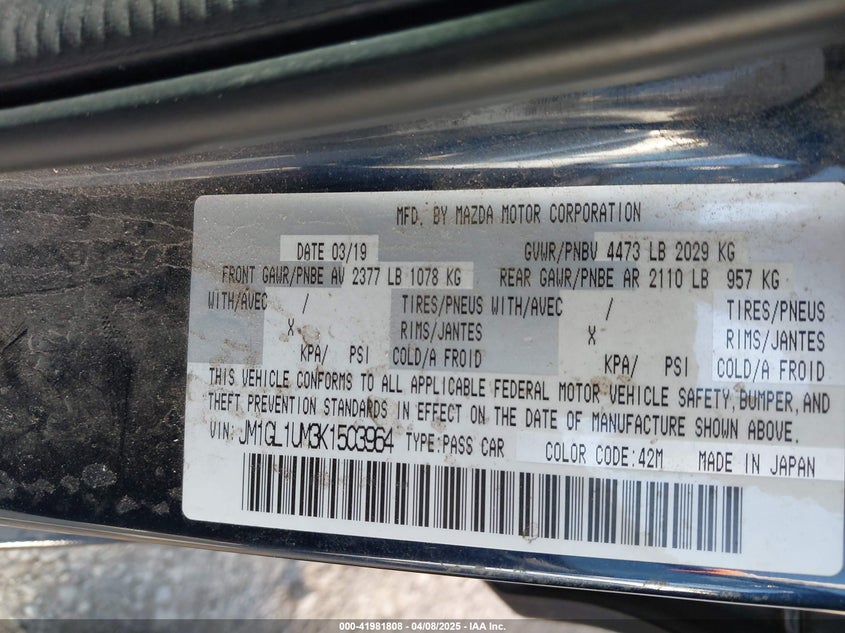 MFD. BY MAZDA MOTOR CORPORATION
DATE 03/19 GVWR/PNBV 4473 LB 2029 KG
FRONT GAWR/PNBE AV 2377 LB 1078 KG REAR GAWR/PNBE AR 2110 LB 957 KG
WITH/AVEC / TIRES/PNEUS WITH/AVEC / TIRES/PNEUS
X RIMS/JANTES X RIMS/JANTES
KPA/ PSI COLD/A FROID KPA/ PSI COLD/A FROID
THIS VEHICLE CONFORMS TO ALL APPLICABLE FEDERAL MOTOR VEHICLE SAFETY, BUMPER, AND
THEFT PREVENTION STANDARDS IN EFFECT ON THE DATE OF MANUFACTURE SHOWN ABOVE.
VIN: JM1GL1UM3K1503964 TYPE:PASS CAR COLOR CODE:42M MADE IN JAPAN
000-41981808 - 04/08/2025 - IAA Inc.